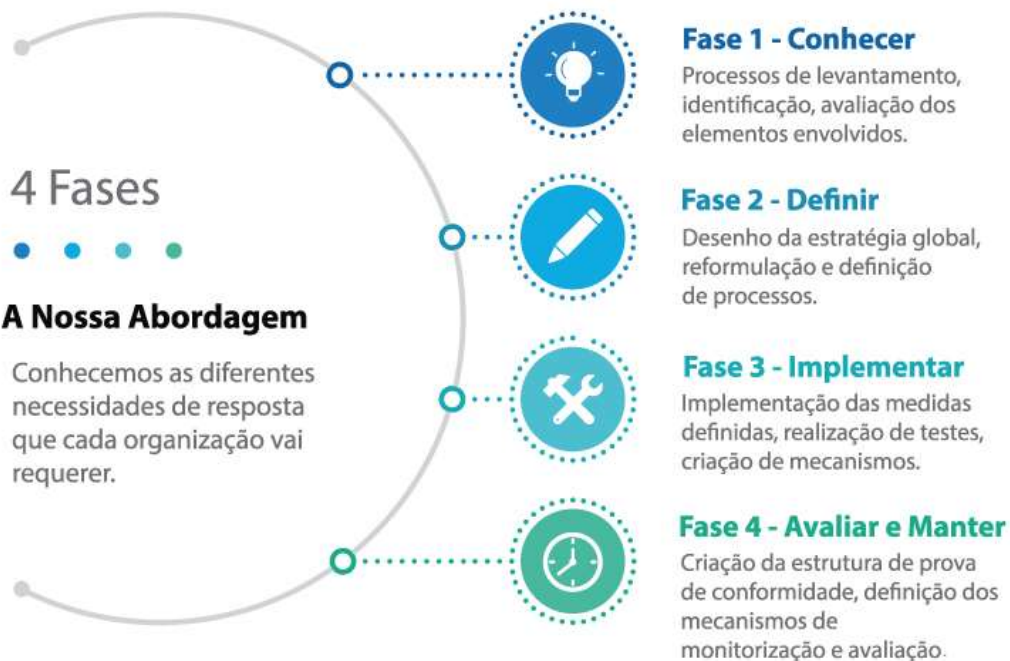 4 Fases
A Nossa Abordagem
Conhecemos as diferentes
necessidades de resposta
que cada organização vai
requerer.
Fase 1 - Conhecer
Processos de levantamento,
identificação, avaliação dos
elementos envolvidos.
Fase 2 - Definir
Desenho da estratégia global,
reformulação e definição
de processos.
Fase 3 - Implementar
Implementação das medidas
definidas, realização de testes,
criação de mecanismos.
Fase 4 - Avaliar e Manter
Criação da estrutura de prova
de conformidade, definição dos
mecanismos de
monitorização e avaliação.